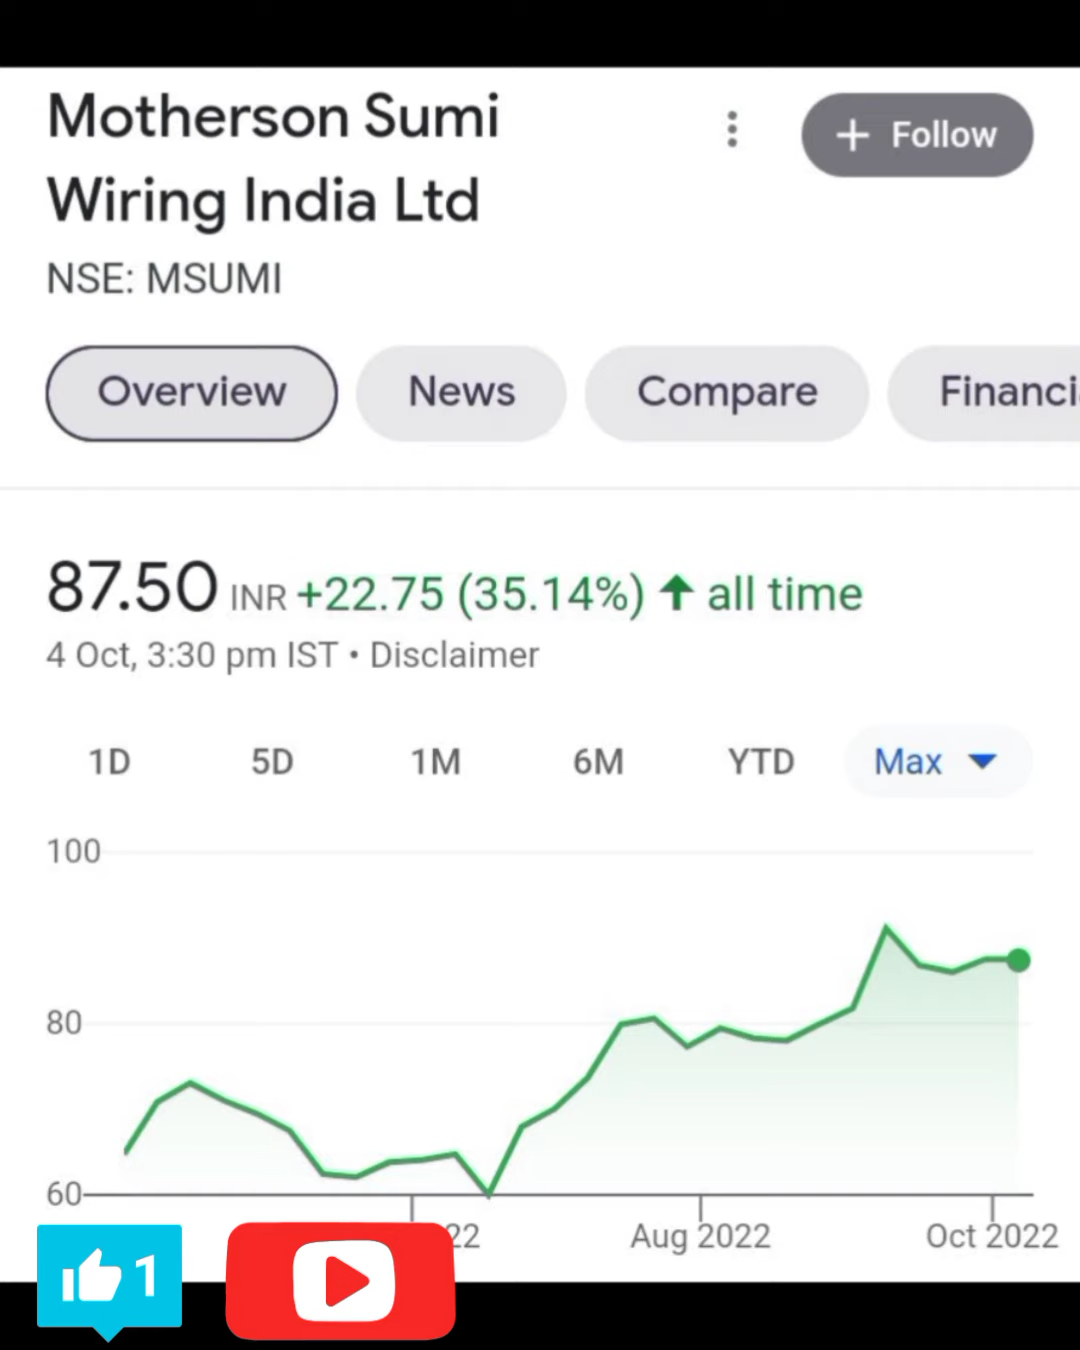 Motherson Sumi
Wiring India Ltd
+ Follow
NSE: MSUMI
Overview
News
Compare
87.50 INR +22.75 (35.14%) ↑ all time
4 Oct, 3:30 pm IST • Disclaimer
1D
5D
1M
6M
YTD
Max
100
80
60
22
Aug 2022
Oct 2022
1